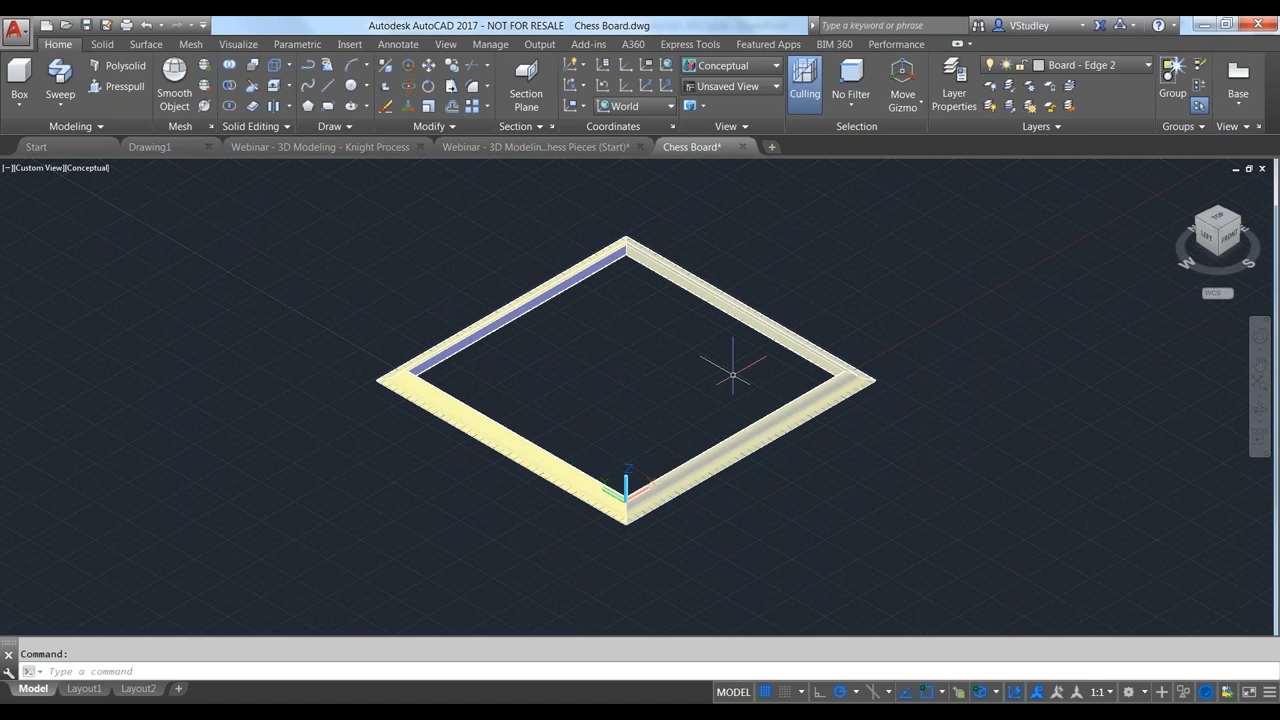 Autodesk AutoCAD 2017 - NOT FOR RESALE Chess Board.dwg
Type a keyword or phrase
VStudley
Home Solid Surface Mesh Visualize Parametric Insert Annotate View Manage Output Add-ins A360 Express Tools Featured Apps BIM 360 Performance
Box
Sweep
Polysolid
Presspull
Smooth
Object
Section
Plane
World
Conceptual
Unsaved View
Culling
No Filter
Move
Gizmo
Layer
Properties
Board - Edge 2
Group
Base
Modeling Mesh Solid Editing Draw Modify Section Coordinates View Selection Layers Groups View
Start Drawing1 Webinar - 3D Modeling - Knight Process Webinar - 3D Modelin...hess Pieces (Start)* Chess Board*
[−][Custom View][Conceptual]
TOP
LEFT FRONT
W S
WCS
Z
Command:
Type a command
Model Layout1 Layout2
MODEL 1:1